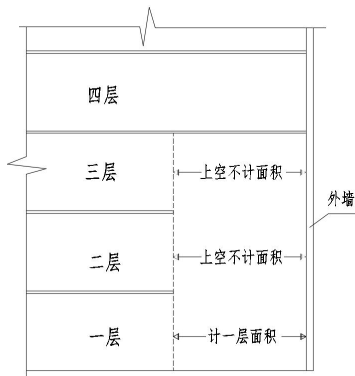 四层
三层
上空不计面积
外墙
二层
上空不计面积
一层
计一层面积